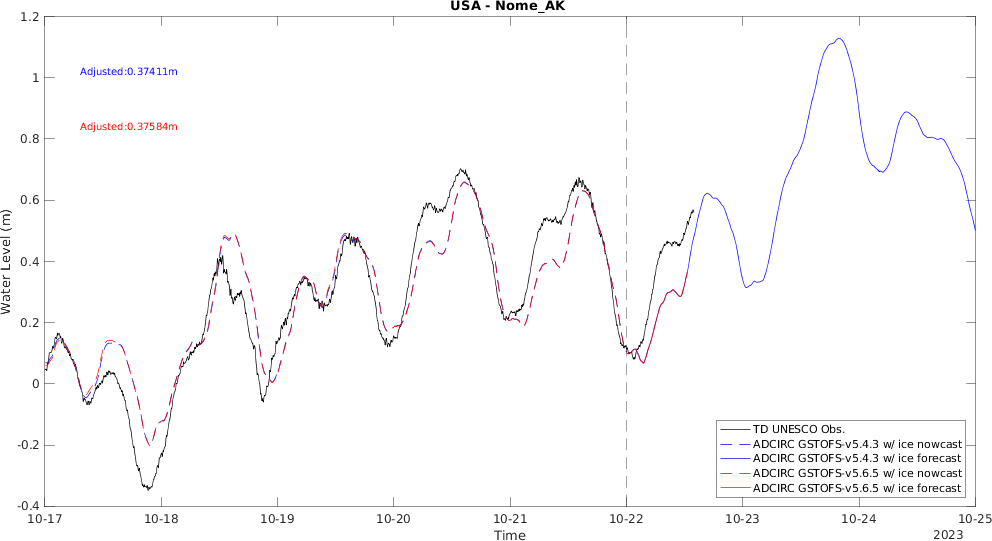 USA - Nome_AK
1.2
1
0.8
0.6
0.4
0.2
0
-0.2
-0.4
Water Level (m)
Adjusted:0.37411m
Adjusted:0.37584m
TD UNESCO Obs.
ADCIRC GSTOFS-v5.4.3 w/ ice nowcast
ADCIRC GSTOFS-v5.4.3 w/ ice forecast
ADCIRC GSTOFS-v5.6.5 w/ ice nowcast
ADCIRC GSTOFS-v5.6.5 w/ ice forecast
10-17 10-18 10-19 10-20 10-21 10-22 10-23 10-24 10-25
Time
2023